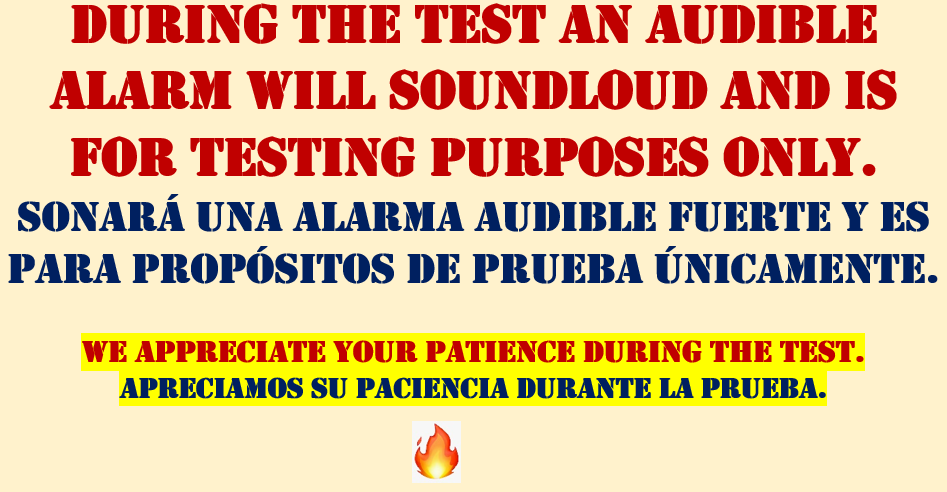 DURING THE TEST AN AUDIBLE
ALARM WILL SOUNDLOUD AND IS
FOR TESTING PURPOSES ONLY.
SONARÁ UNA ALARMA AUDIBLE FUERTE Y ES
PARA PROPÓSITOS DE PRUEBA ÚNICAMENTE.
WE APPRECIATE YOUR PATIENCE DURING THE TEST.
APRECIAMOS SU PACIENCIA DURANTE LA PRUEBA.